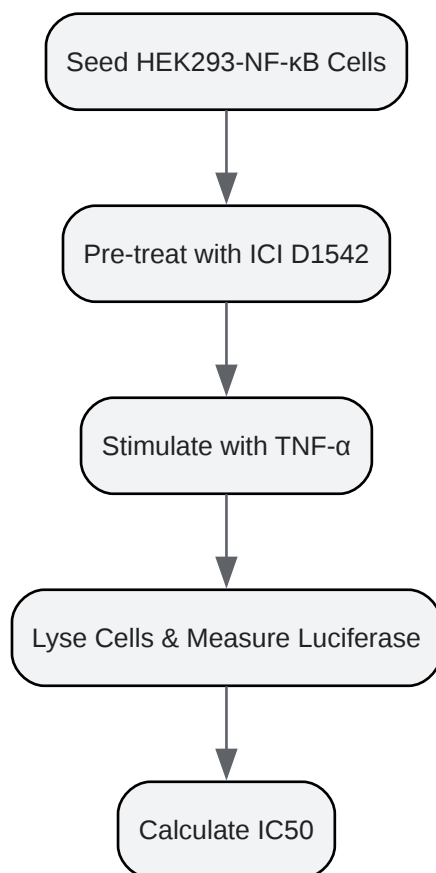 Seed HEK293-NF-κB Cells
Pre-treat with ICI D1542
Stimulate with TNF-α
Lyse Cells & Measure Luciferase
Calculate IC50